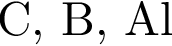 C, B, Al